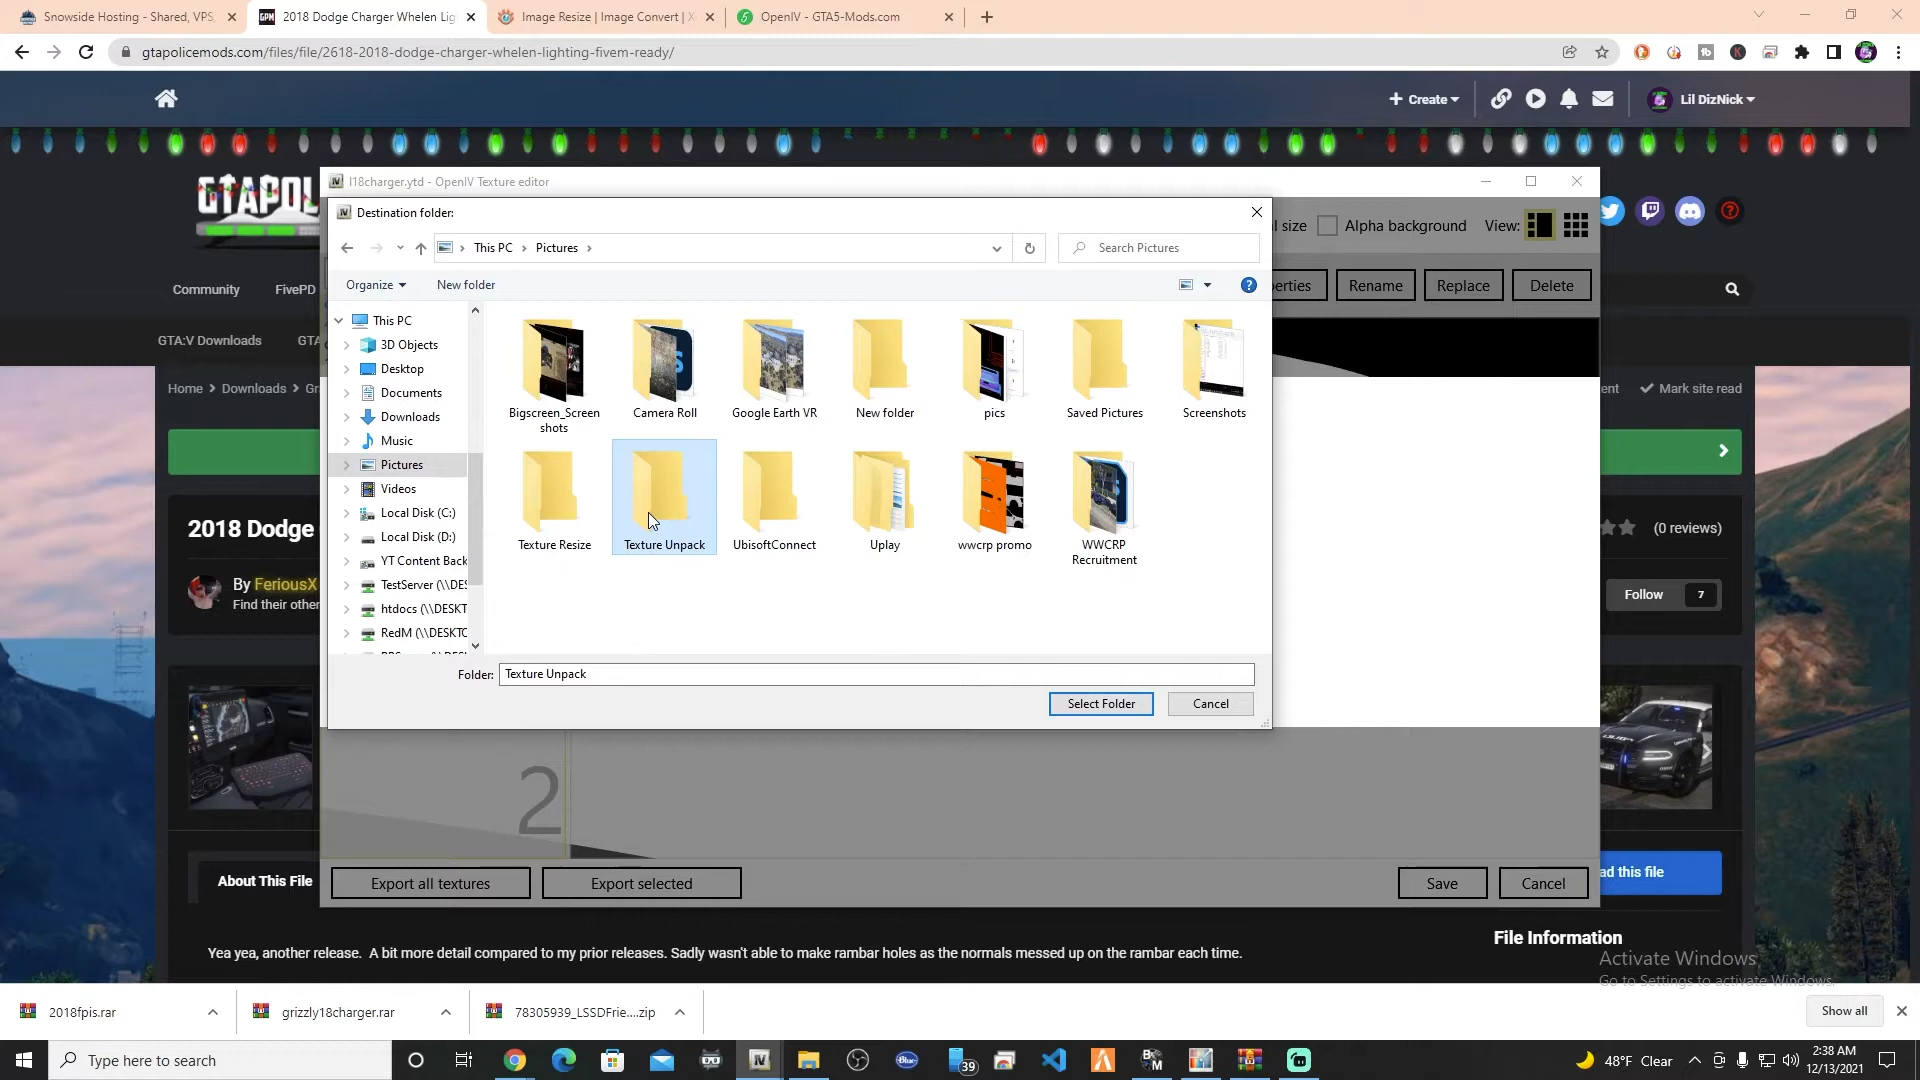 Snowside Hosting - Shared, VPS,
2018 Dodge Charger Whelen Lig
Image Resize | Image Convert | X
OpenIV - GTA5-Mods.com
gtapolicemods.com/files/file/2618-2018-dodge-charger-whelen-lighting-fivem-ready/
Create
Lil DizNick
GTAPOL
l18charger.ytd - OpenIV Texture editor
Destination folder:
l size
Alpha background
View:
This PC
Pictures
Search Pictures
Organize
New folder
erties
Rename
Replace
Delete
Community
FivePD
GTA:V Downloads
GTA
This PC
3D Objects
Desktop
Documents
Downloads
Music
Pictures
Videos
Local Disk (C:)
Local Disk (D:)
YT Content Back
TestServer (\\DES
htdocs (\\DESKT
RedM (\\DESKTC
Bigscreen_Screen
shots
Camera Roll
Google Earth VR
New folder
pics
Saved Pictures
Screenshots
Texture Resize
Texture Unpack
UbisoftConnect
Uplay
wwcrp promo
WWCRP
Recruitment
Home
Downloads
Gr
ent
Mark site read
2018 Dodge
(0 reviews)
By FeriousX
Find their other
Follow
7
Folder:
Texture Unpack
Select Folder
Cancel
2
Export all textures
Export selected
Save
Cancel
About This File
ad this file
Yea yea, another release. A bit more detail compared to my prior releases. Sadly wasn't able to make rambar holes as the normals messed up on the rambar each time.
File Information
Activate Windows
Go to Settings to activate Windows.
2018fpis.rar
grizzly18charger.rar
78305939_LSSDFrie....zip
Show all
Type here to search
39
48°F Clear
2:38 AM
12/13/2021